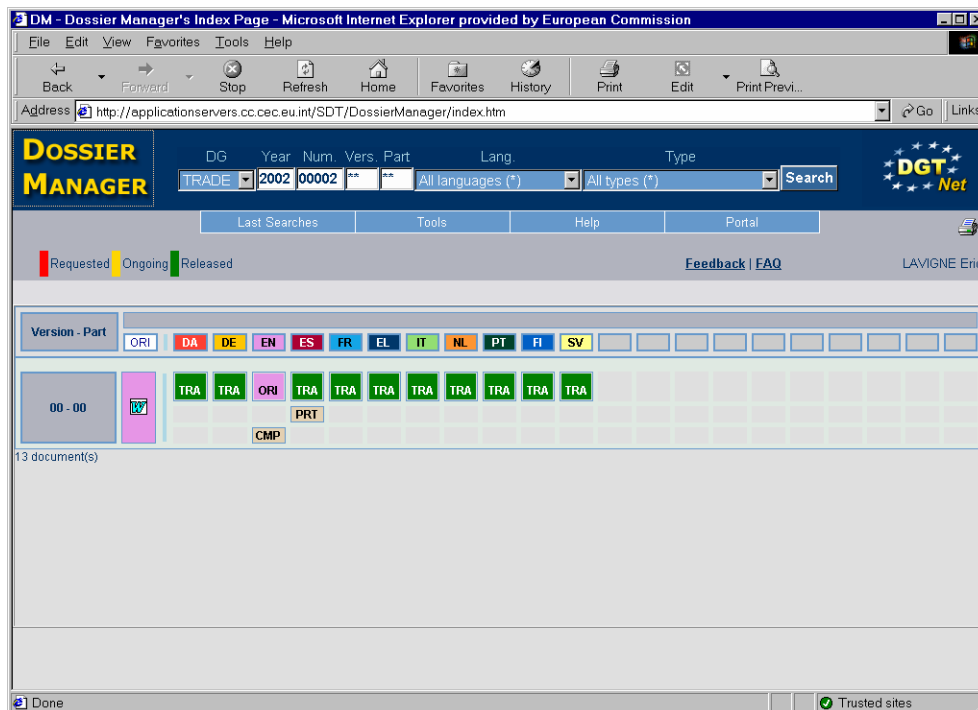 DM - Dossier Manager's Index Page - Microsoft Internet Explorer provided by European Commission
File Edit View Favorites Tools Help
Back Forward Stop Refresh Home Favorites History Print Edit Print Previ...
Address http://applicationservers.cc.cec.eu.int/SDT/DossierManager/index.htm Go Links
DOSSIER MANAGER
DG Year Num. Vers. Part Lang. Type
TRADE 2002 00002 ** ** All languages (*) All types (*) Search
DGT Net
Last Searches Tools Help Portal
Requested Ongoing Released Feedback | FAQ LAVIGNE Eri
Version - Part
ORI DA DE EN ES FR EL IT NL PT FI SV
00 - 00 W TRA TRA ORI TRA TRA TRA TRA TRA TRA TRA TRA
PRT
CMP
13 document(s)
Done Trusted sites